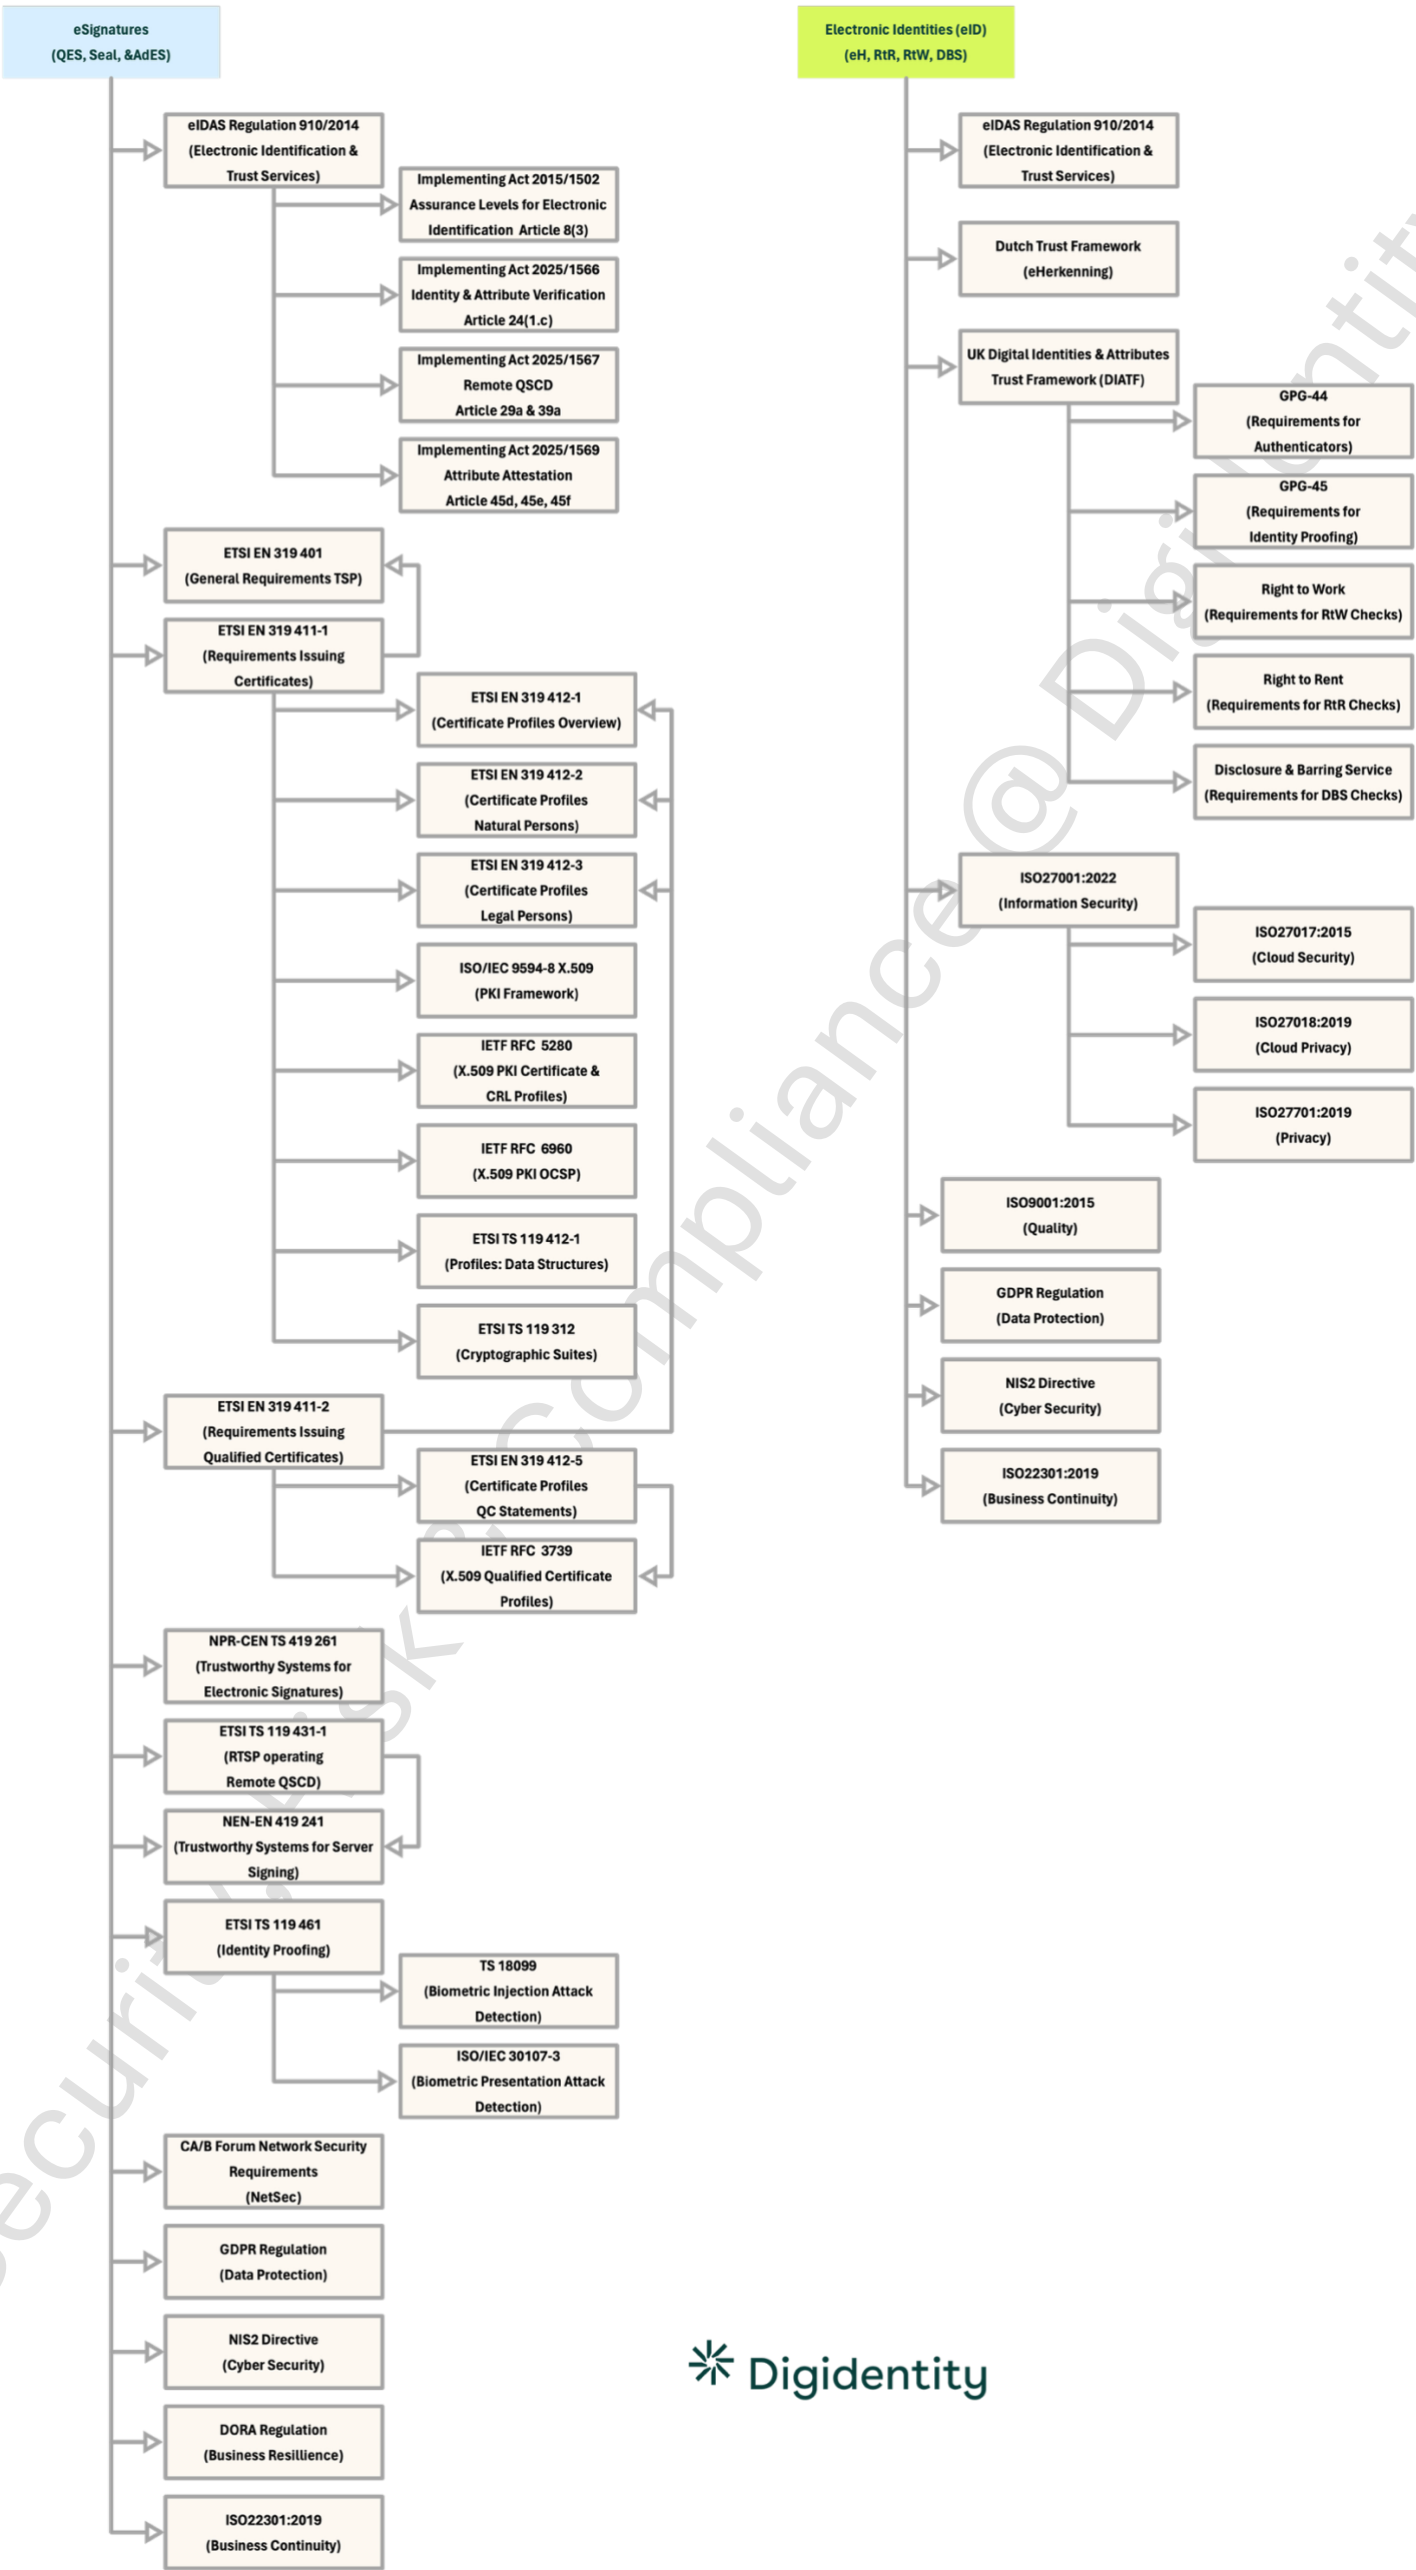 eSignatures
(QES, Seal, &AdES)
eIDAS Regulation 910/2014
(Electronic Identification &
Trust Services)
Implementing Act 2015/1502
Assurance Levels for Electronic
Identification Article 8(3)
Implementing Act 2025/1566
Identity & Attribute Verification
Article 24(1.c)
Implementing Act 2025/1567
Remote QSCD
Article 29a & 39a
Implementing Act 2025/1569
Attribute Attestation
Article 45d, 45e, 45f
ETSI EN 319 401
(General Requirements TSP)
ETSI EN 319 411-1
(Requirements Issuing
Certificates)
ETSI EN 319 412-1
(Certificate Profiles Overview)
ETSI EN 319 412-2
(Certificate Profiles
Natural Persons)
ETSI EN 319 412-3
(Certificate Profiles
Legal Persons)
ISO/IEC 9594-8 X.509
(PKI Framework)
IETF RFC 5280
(X.509 PKI Certificate &
CRL Profiles)
IETF RFC 6960
(X.509 PKI OCSP)
ETSI TS 119 412-1
(Profiles: Data Structures)
ETSI TS 119 312
(Cryptographic Suites)
ETSI EN 319 411-2
(Requirements Issuing
Qualified Certificates)
ETSI EN 319 412-5
(Certificate Profiles
QC Statements)
IETF RFC 3739
(X.509 Qualified Certificate
Profiles)
NPR-CEN TS 419 261
(Trustworthy Systems for
Electronic Signatures)
ETSI TS 119 431-1
(RTSP operating
Remote QSCD)
NEN-EN 419 241
(Trustworthy Systems for Server
Signing)
ETSI TS 119 461
(Identity Proofing)
TS 18099
(Biometric Injection Attack
Detection)
ISO/IEC 30107-3
(Biometric Presentation Attack
Detection)
CA/B Forum Network Security
Requirements
(NetSec)
GDPR Regulation
(Data Protection)
NIS2 Directive
(Cyber Security)
DORA Regulation
(Business Resillience)
ISO22301:2019
(Business Continuity)
Electronic Identities (eID)
(eH, RtR, RtW, DBS)
eIDAS Regulation 910/2014
(Electronic Identification &
Trust Services)
Dutch Trust Framework
(eHerkenning)
UK Digital Identities & Attributes
Trust Framework (DIATF)
GPG-44
(Requirements for
Authenticators)
GPG-45
(Requirements for
Identity Proofing)
Right to Work
(Requirements for RtW Checks)
Right to Rent
(Requirements for RtR Checks)
Disclosure & Barring Service
(Requirements for DBS Checks)
ISO27001:2022
(Information Security)
ISO27017:2015
(Cloud Security)
ISO27018:2019
(Cloud Privacy)
ISO27701:2019
(Privacy)
ISO9001:2015
(Quality)
GDPR Regulation
(Data Protection)
NIS2 Directive
(Cyber Security)
ISO22301:2019
(Business Continuity)
Compliance @
Digidentity